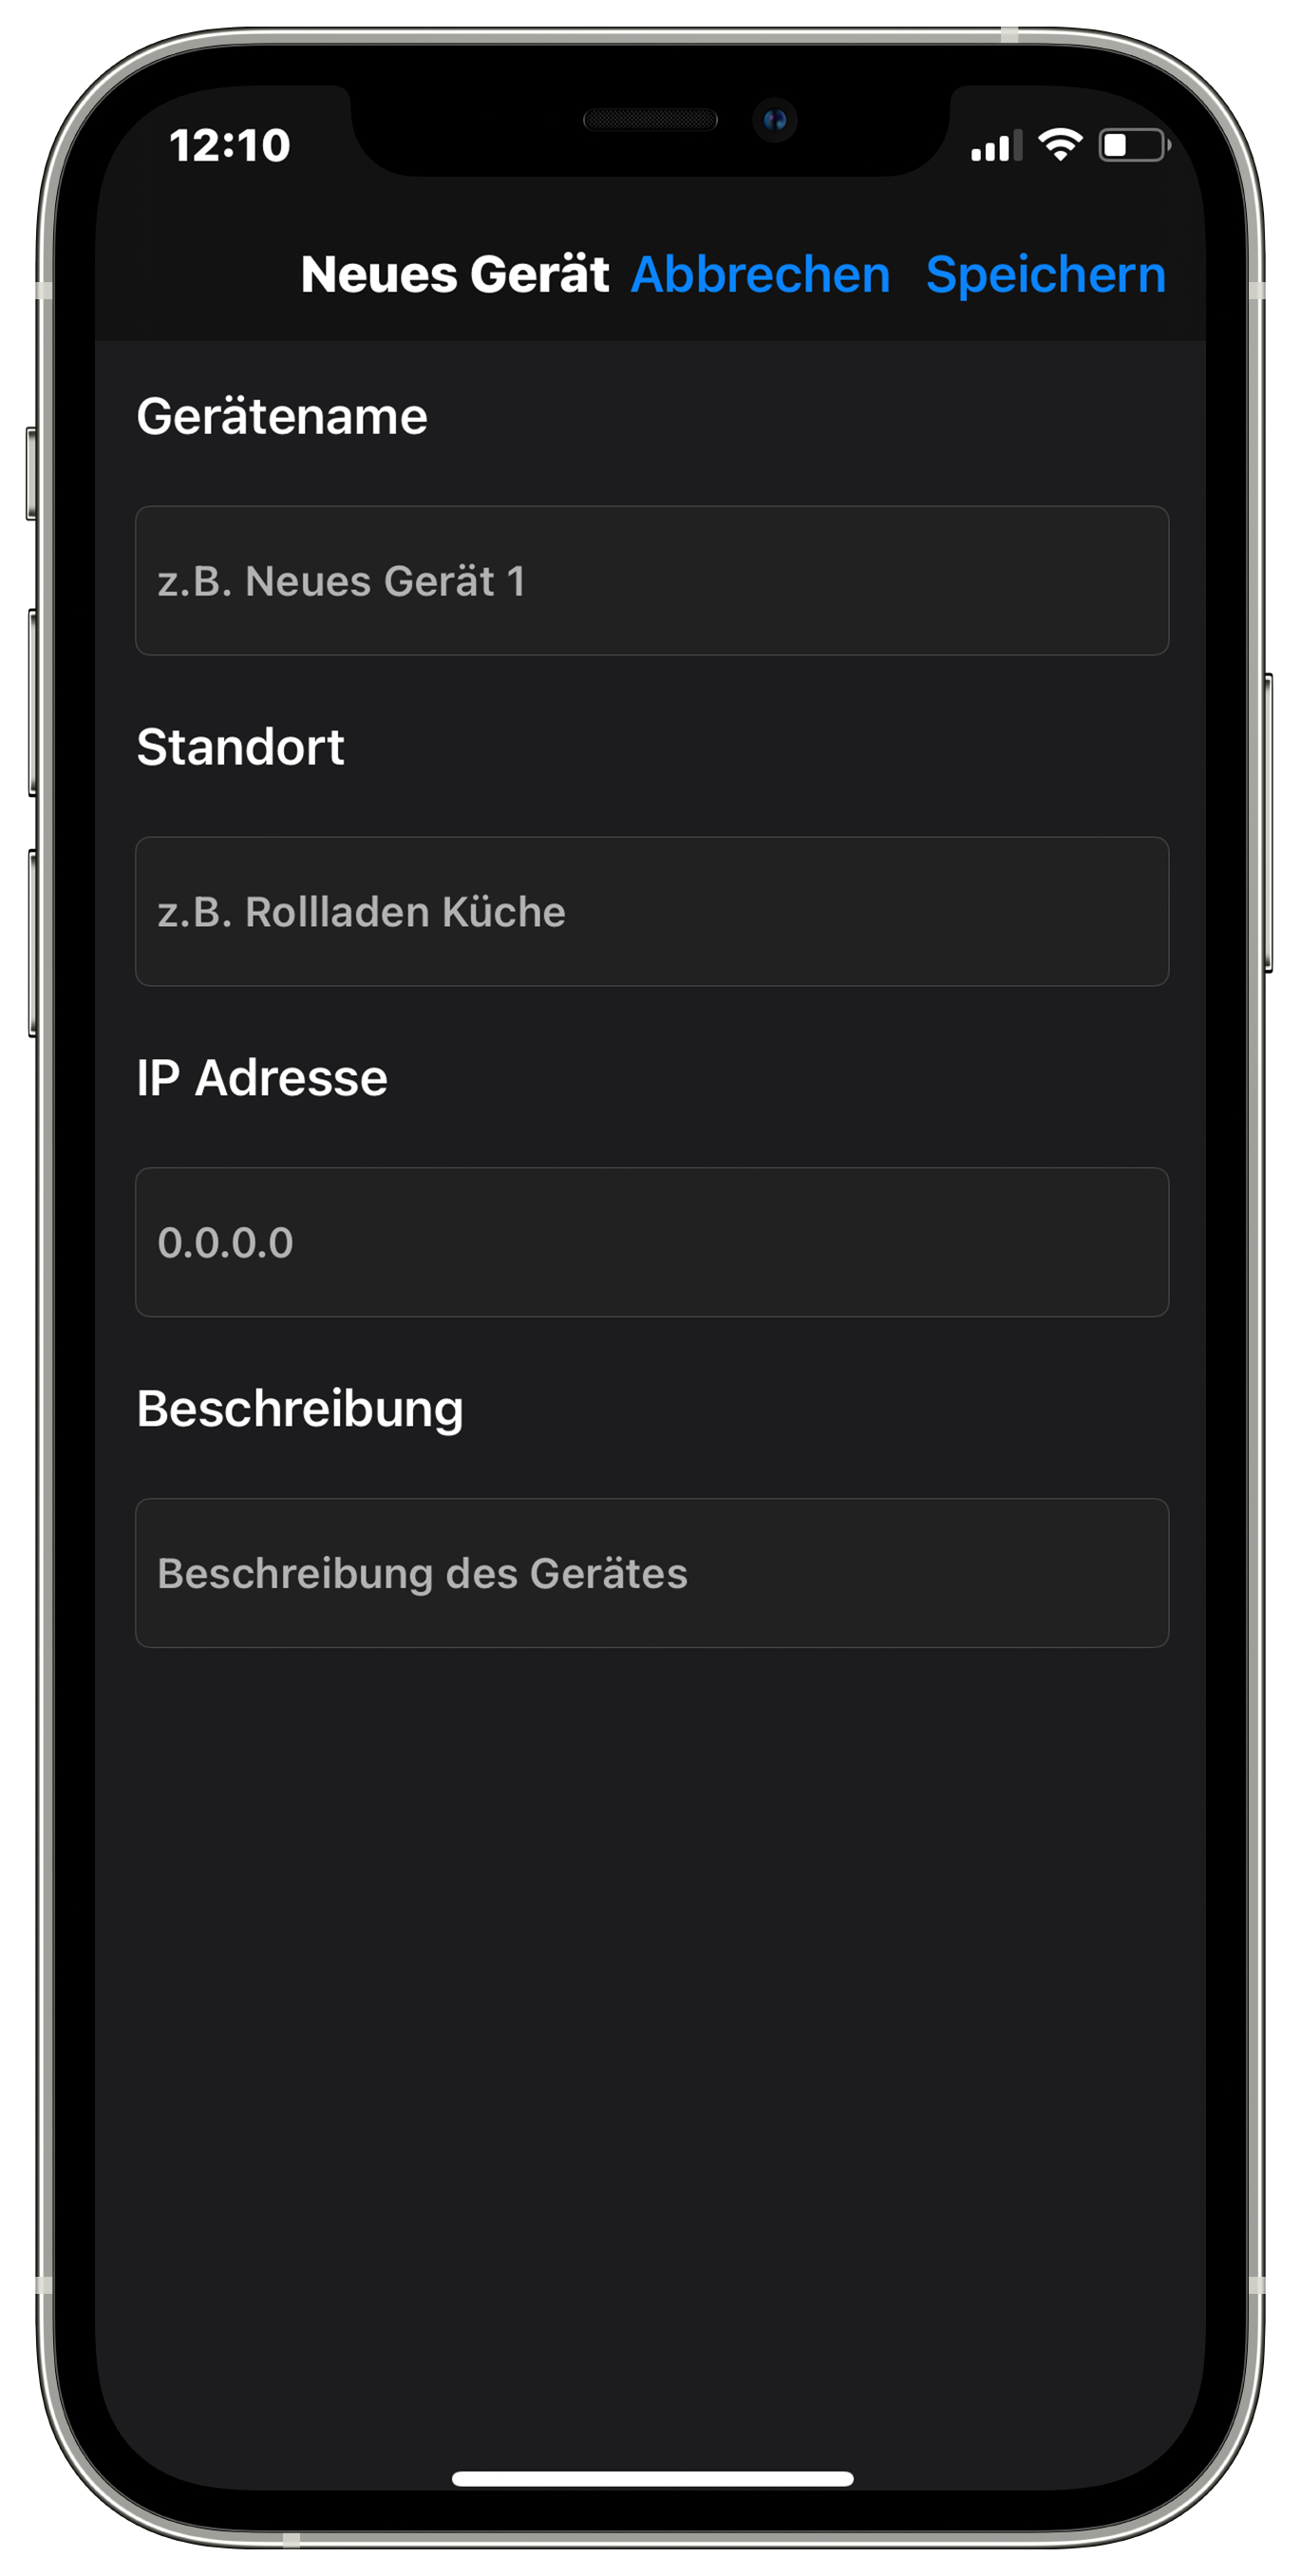 12:10
Neues Gerät Abbrechen Speichern
Gerätename
z.B. Neues Gerät 1
Standort
z.B. Rollladen Küche
IP Adresse
0.0.0.0
Beschreibung
Beschreibung des Gerätes